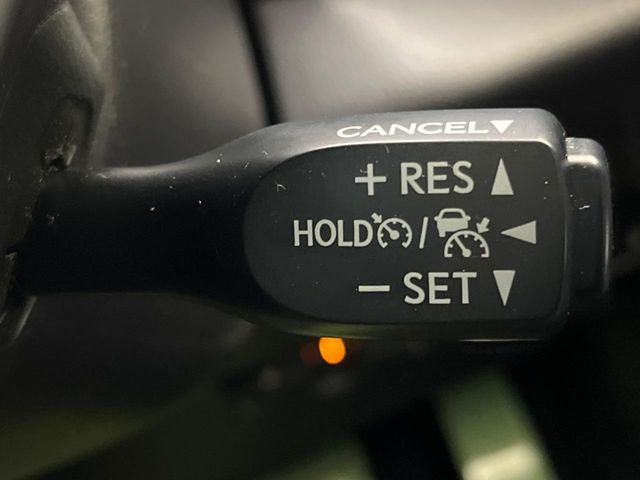 CANCEL▼
+ RES ▲
HOLD / ◀
− SET ▼